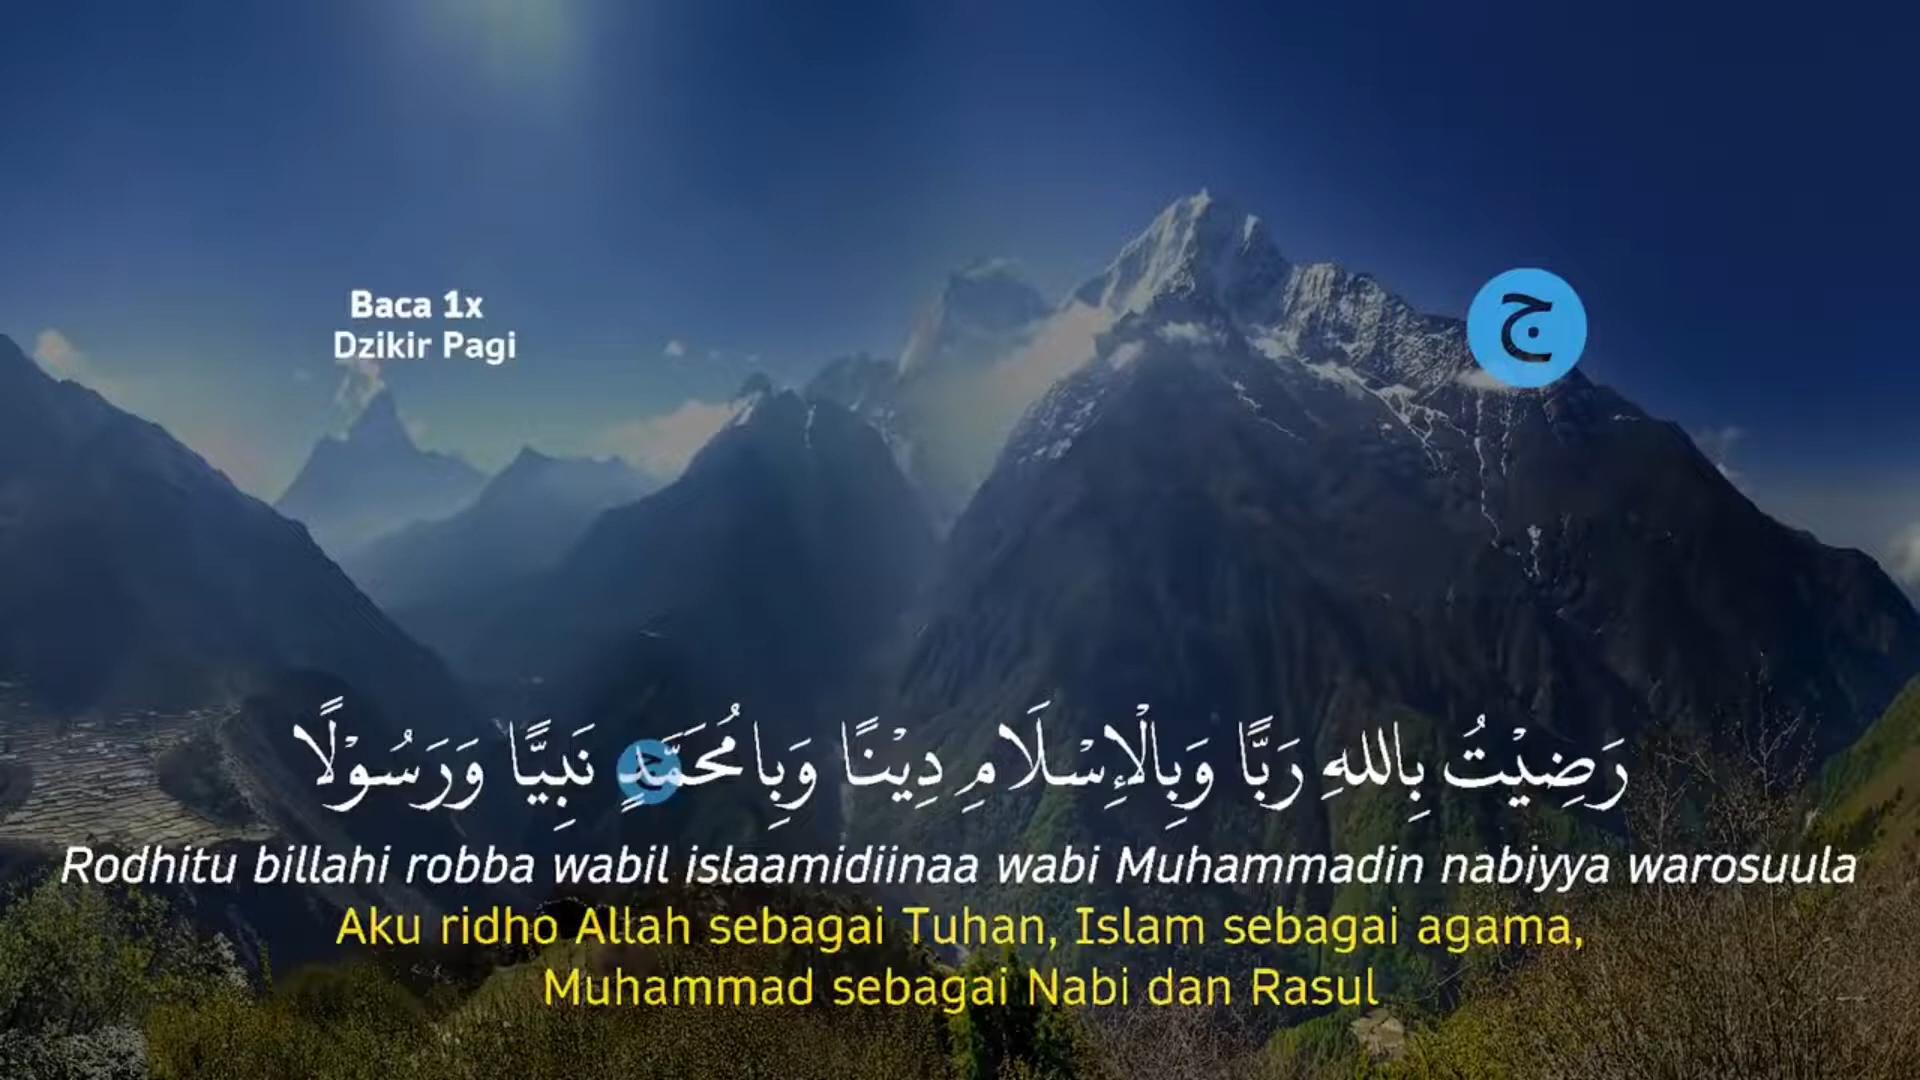 Baca 1x
Dzikir Pagi
ج
رَضِيْتُ بِاللهِ رَبًّا وَبِالْإِسْلَامِ دِيْنًا وَبِامُحَمَّدٍ نَبِيًّا وَرَسُوْلًا
Rodhitu billahi robba wabil islaamidiinaa wabi Muhammadin nabiyya warosuula
Aku ridho Allah sebagai Tuhan, Islam sebagai agama,
Muhammad sebagai Nabi dan Rasul